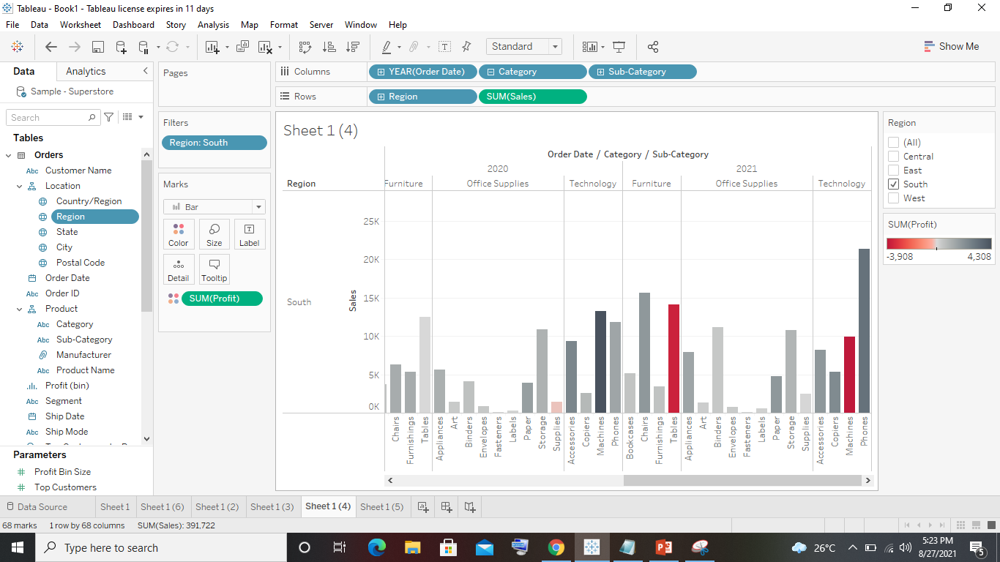 Tableau - Book1 - Tableau license expires in 11 days
File Data Worksheet Dashboard Story Analysis Map Format Server Window Help
Standard
Show Me
Data Analytics
Sample - Superstore
Search
Tables
Orders
Abc Customer Name
Location
Country/Region
Region
State
City
Postal Code
Order Date
Abc Order ID
Product
Abc Category
Abc Sub-Category
Manufacturer
Abc Product Name
Profit (bin)
Abc Segment
Ship Date
Abc Ship Mode
Parameters
Profit Bin Size
Top Customers
Pages
Filters
Region: South
Marks
Bar
Color Size Label
Detail Tooltip
SUM(Profit)
Columns YEAR(Order Date) Category Sub-Category
Rows Region SUM(Sales)
Sheet 1 (4)
Order Date / Category / Sub-Category
2020 2021
Region Furniture Office Supplies Technology Furniture Office Supplies Technology
25K
20K
15K
10K
5K
0K
Sales
South
Chairs Furnishings Tables Appliances Art Binders Envelopes Fasteners Labels Paper Storage Supplies Accessories Copiers Machines Phones Bookcases Chairs Furnishings Tables Appliances Art Binders Envelopes Fasteners Labels Paper Storage Supplies Accessories Copiers Machines Phones
Region
(All)
Central
East
South
West
SUM(Profit)
-3,908 4,308
Data Source Sheet 1 Sheet 1 (6) Sheet 1 (2) Sheet 1 (3) Sheet 1 (4) Sheet 1 (5)
68 marks 1 row by 68 columns SUM(Sales): 391,722
Type here to search
26°C
5:23 PM
8/27/2021
5